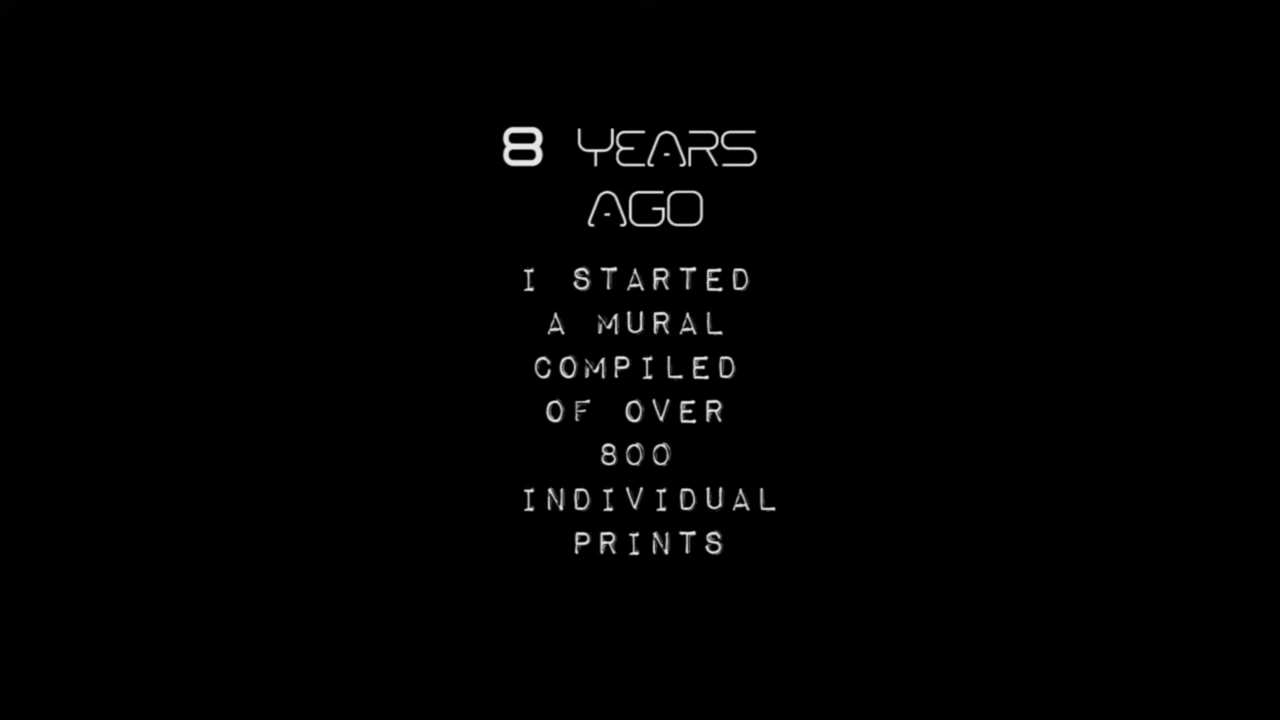 8 YEARS
AGO
I STARTED
A MURAL
COMPILED
OF OVER
800
INDIVIDUAL
PRINTS